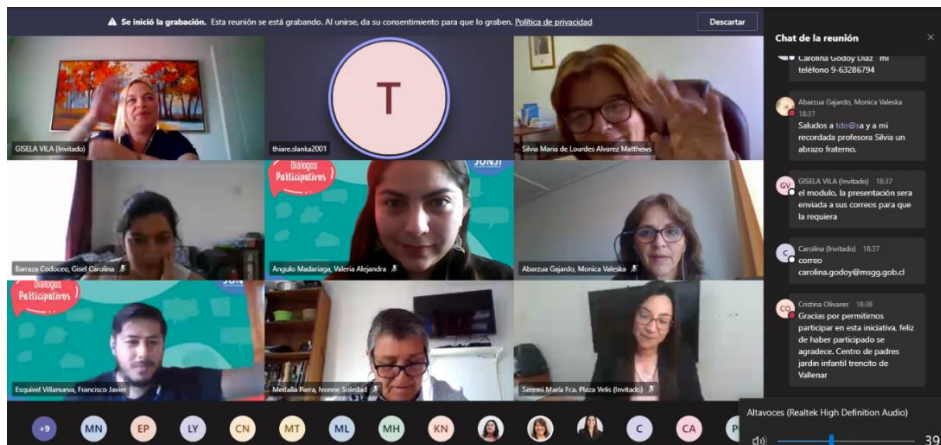 Se inició la grabación. Esta reunión se está grabando. Al unirse, da su consentimiento para que lo graben. Política de privacidad
Descartar
GISELA VILA (Invitado)
T
thiare.slanka2001
Silvia Maria de Lourdes Alvarez Matthews
Barraza Codoceo, Gisel Carolina
Diálogos
Participativos
JUNJI
Angulo Madariaga, Valeria Alejandra
Abarzua Gajardo, Monica Valeska
Diálogos
Participativos
Esquivel Villanueva, Francisco Javier
Medalla Parra, Ivonne Soledad
Seremi María Fca. Plaza Velis (Invitado)
+9
MN
EP
LY
CN
MT
ML
MH
KN
C
CA
Chat de la reunión
Carolina Godoy Diaz mi
teléfono 9-63286794
Abarzua Gajardo, Monica Valeska
18:37
Saludos a tdo@sa y a mi
recordada profesora Silvia un
abrazo fraterno.
GV
GISELA VILA (Invitado) 18:37
el modulo, la presentación sera
enviada a sus correos para que
la requiera
C
Carolina (Invitado) 18:37
correo
carolina.godoy@msgg.gob.cl
CO
Cristina Olivares 18:38
Gracias por permitirnos
participar en esta iniciativa, feliz
de haber participado se
agradece. Centro de padres
jardin infantil trencito de
Vallenar
Altavoces (Realtek High Definition Audio)